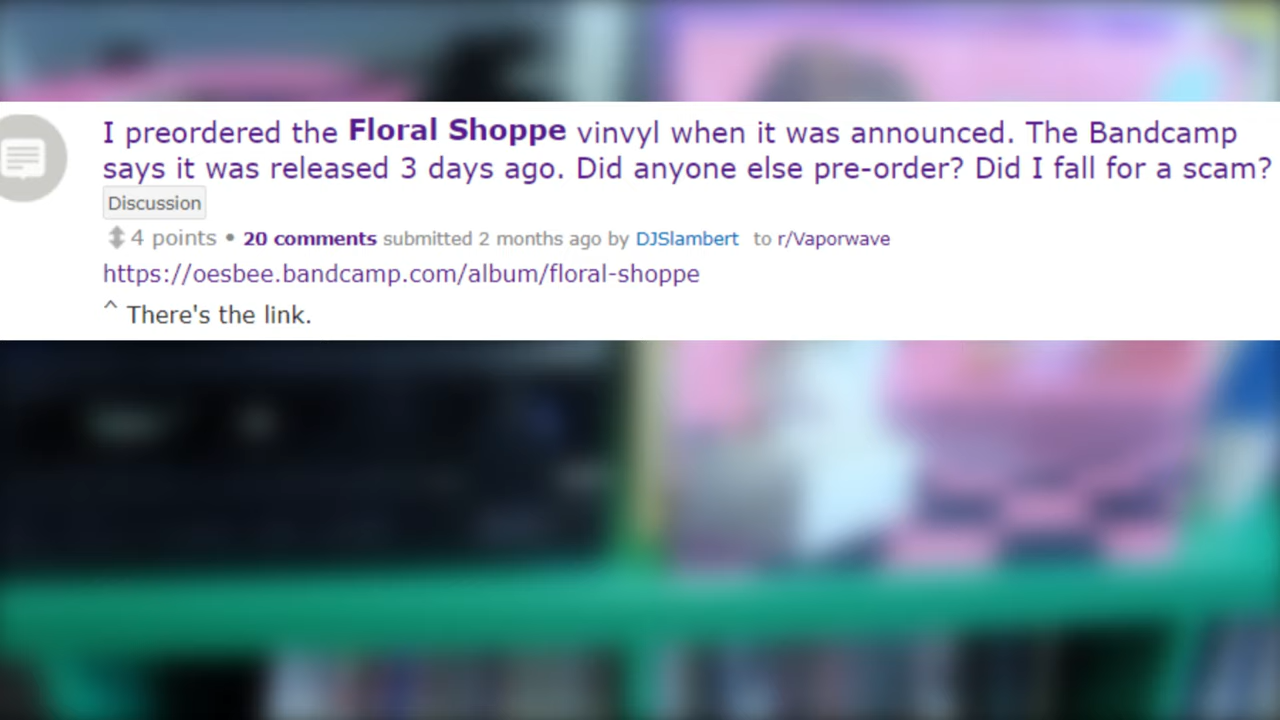 I preordered the Floral Shoppe vinvyl when it was announced. The Bandcamp
says it was released 3 days ago. Did anyone else pre-order? Did I fall for a scam?
Discussion
4 points • 20 comments submitted 2 months ago by DJSlambert to r/Vaporwave
https://oesbee.bandcamp.com/album/floral-shoppe
^ There's the link.